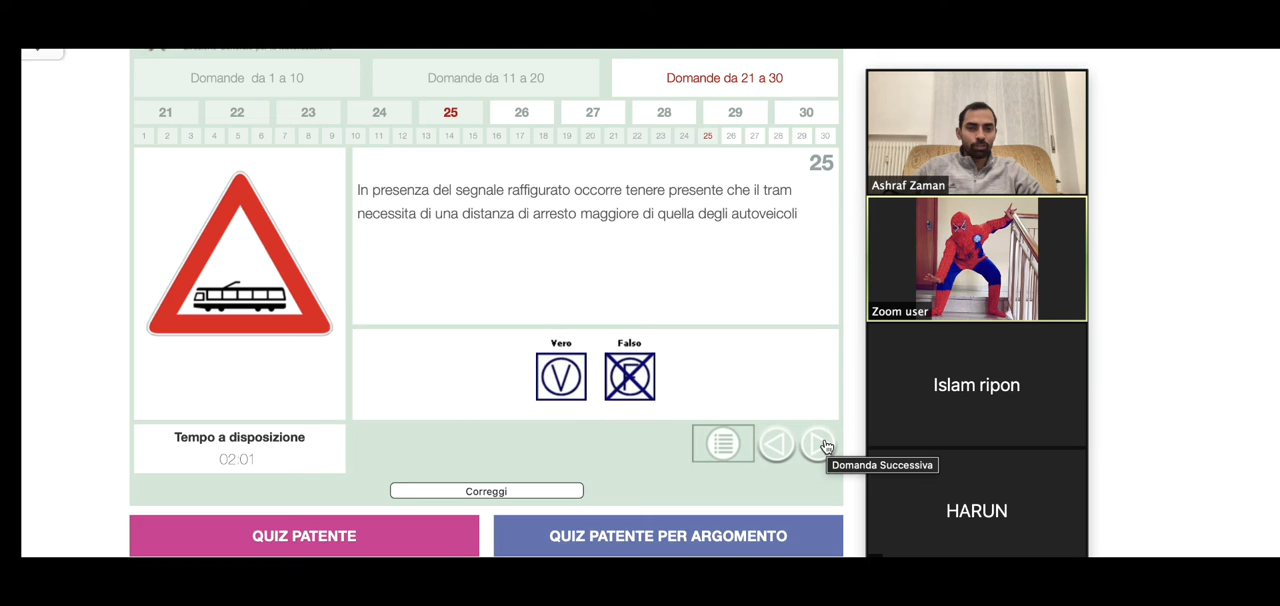 Domande da 1 a 10
Domande da 11 a 20
Domande da 21 a 30
21 22 23 24 25 26 27 28 29 30
1 2 3 4 5 6 7 8 9 10 11 12 13 14 15 16 17 18 19 20 21 22 23 24 25 26 27 28 29 30
25
In presenza del segnale raffigurato occorre tenere presente che il tram
necessita di una distanza di arresto maggiore di quella degli autoveicoli
Vero Falso
V F
Tempo a disposizione
02:01
Domanda Successiva
Correggi
QUIZ PATENTE
QUIZ PATENTE PER ARGOMENTO
Ashraf Zaman
Zoom user
Islam ripon
HARUN